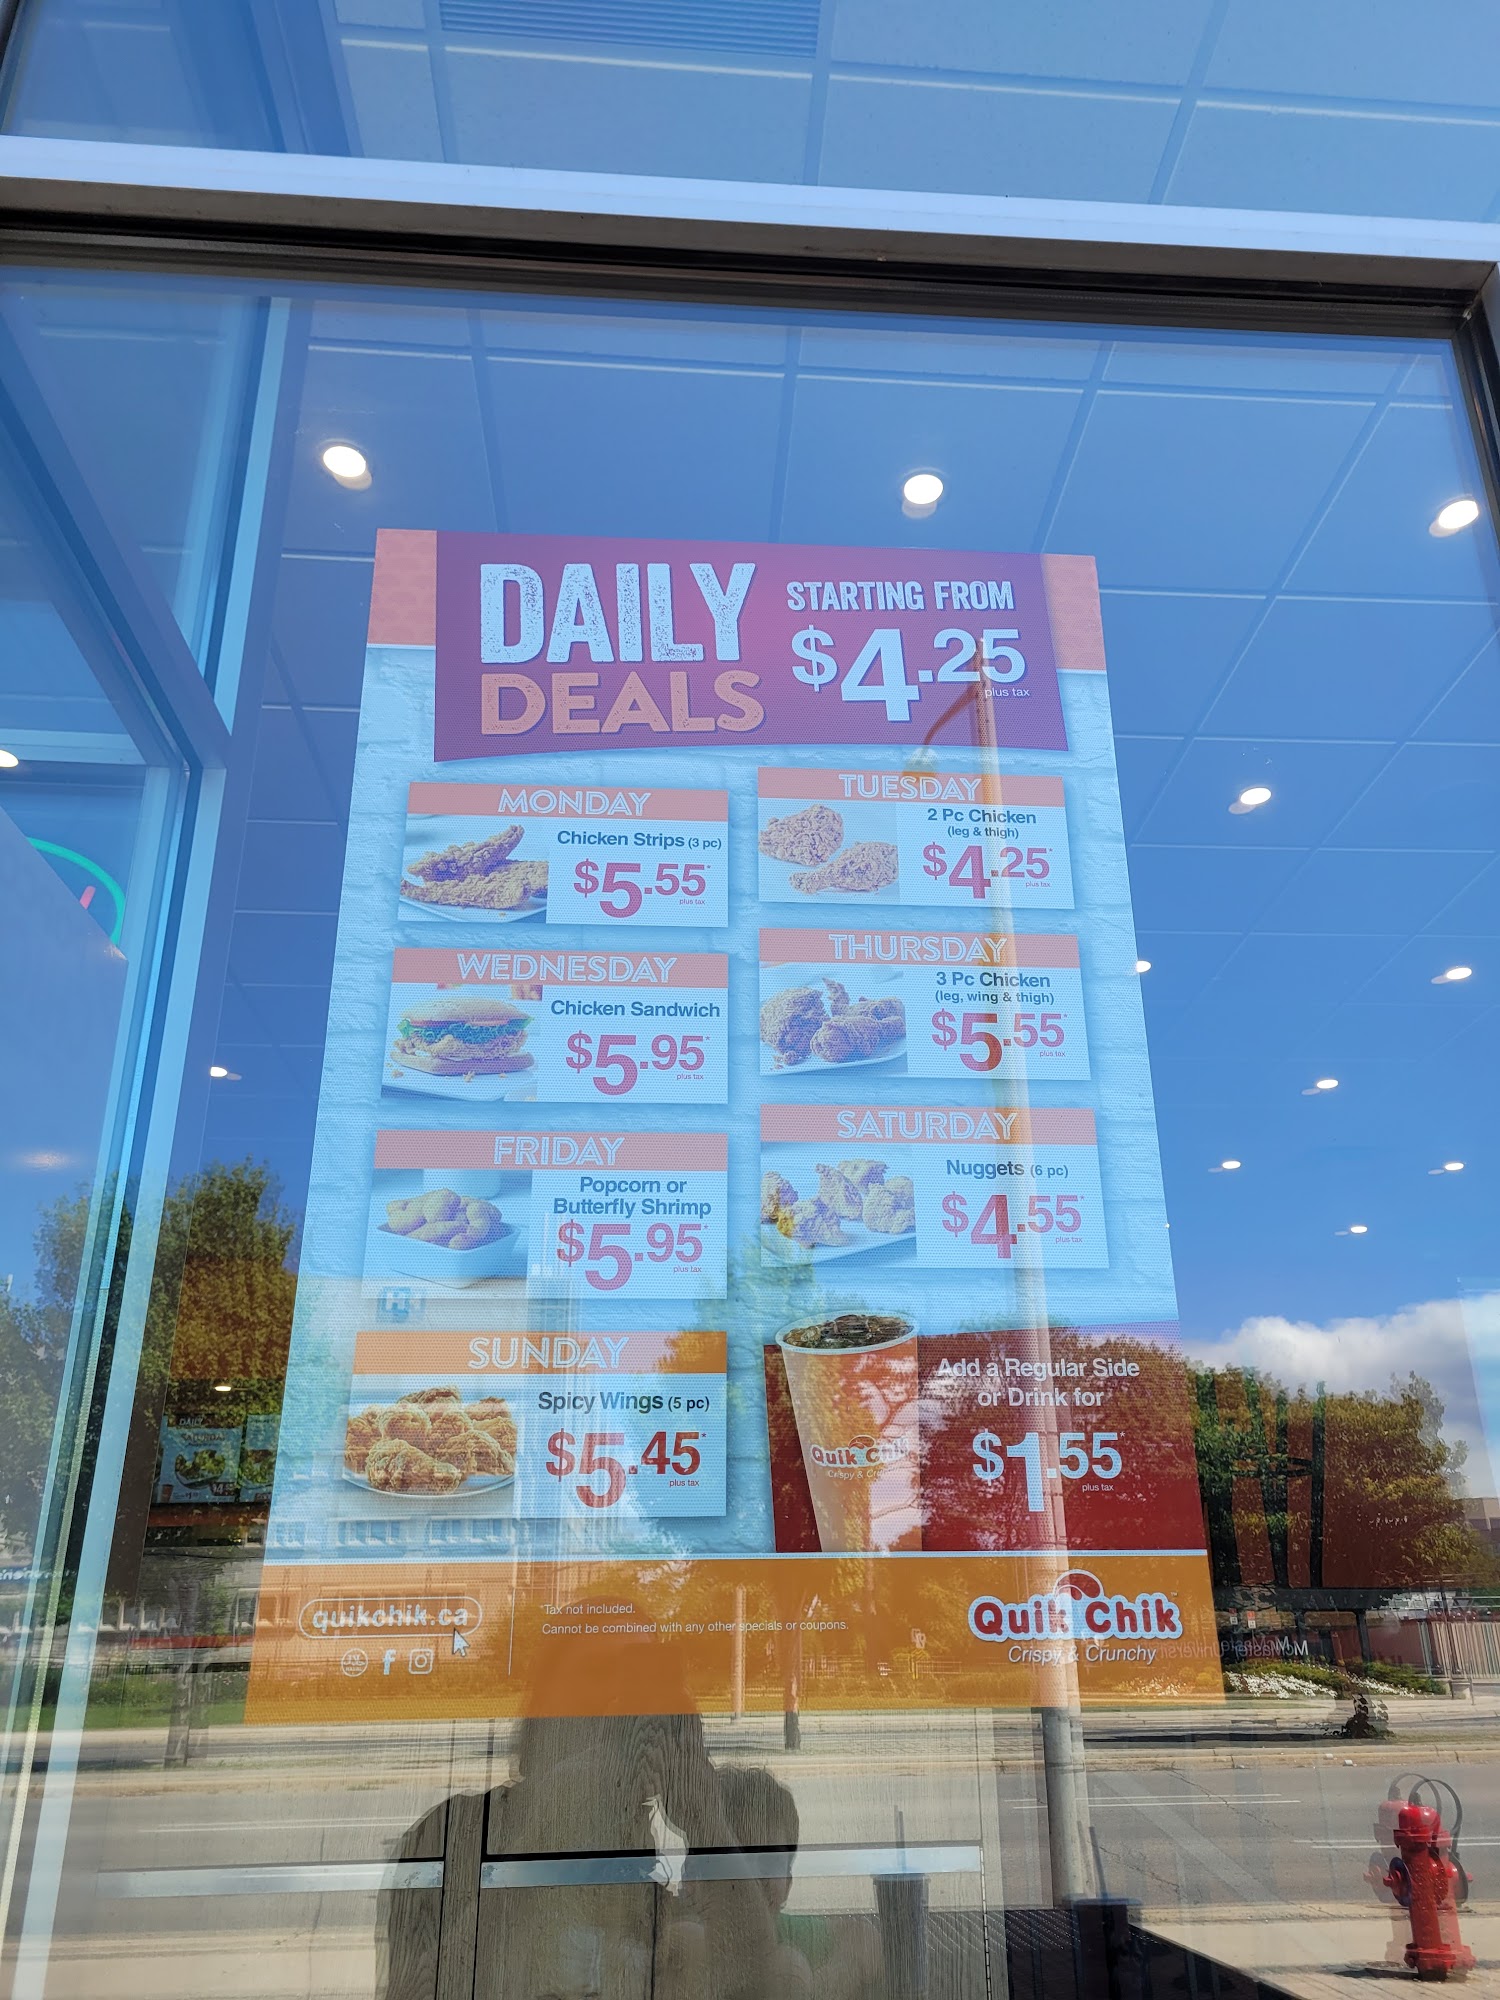 DAILY
DEALS
STARTING FROM
$4.25
plus tax
MONDAY
Chicken Strips (3 pc)
$5.55*
plus tax
TUESDAY
2 Pc Chicken
(leg & thigh)
$4.25*
plus tax
WEDNESDAY
Chicken Sandwich
$5.95*
plus tax
THURSDAY
3 Pc Chicken
(leg, wing & thigh)
$5.55*
plus tax
FRIDAY
Popcorn or
Butterfly Shrimp
$5.95*
plus tax
SATURDAY
Nuggets (6 pc)
$4.55*
plus tax
SUNDAY
Spicy Wings (5 pc)
$5.45*
plus tax
Quik Chik
Add a Regular Side
or Drink for
$1.55*
plus tax
quikchik.ca
Tax not included.
Cannot be combined with any other specials or coupons.
Quik Chik
Crispy & Crunchy